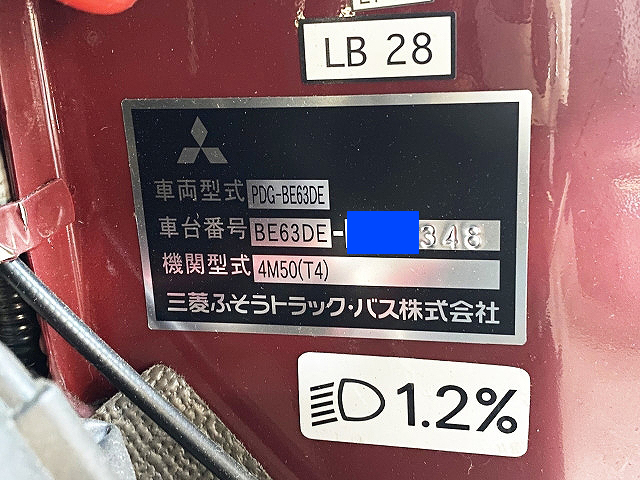 LB 28
車両型式 PDG-BE63DE
車台番号 BE63DE- 348
機関型式 4M50(T4)
三菱ふそうトラック・バス株式会社
1.2%